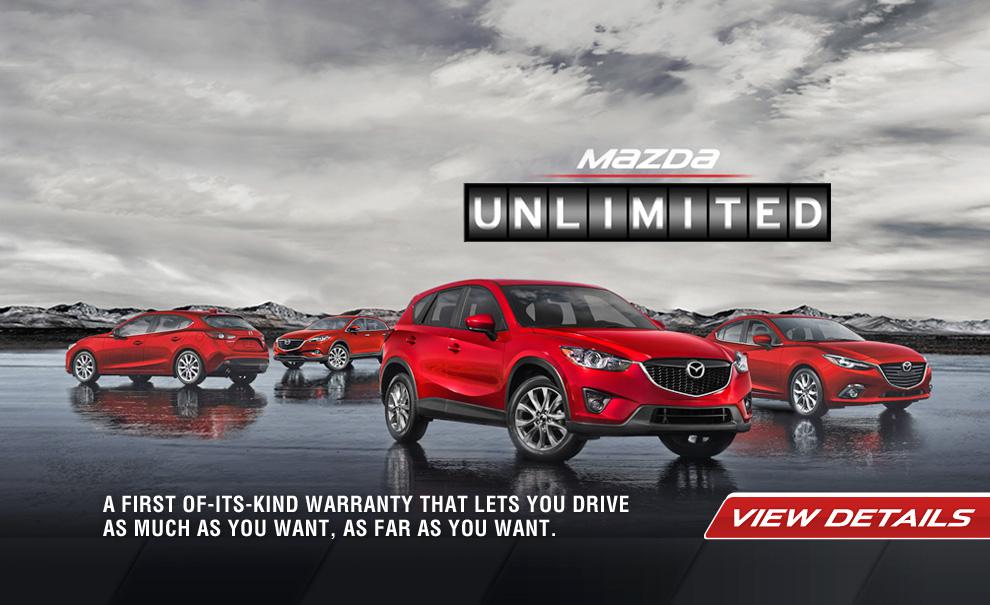 mazda
UNLIMITED
A FIRST OF-ITS-KIND WARRANTY THAT LETS YOU DRIVE
AS MUCH AS YOU WANT, AS FAR AS YOU WANT.
VIEW DETAILS